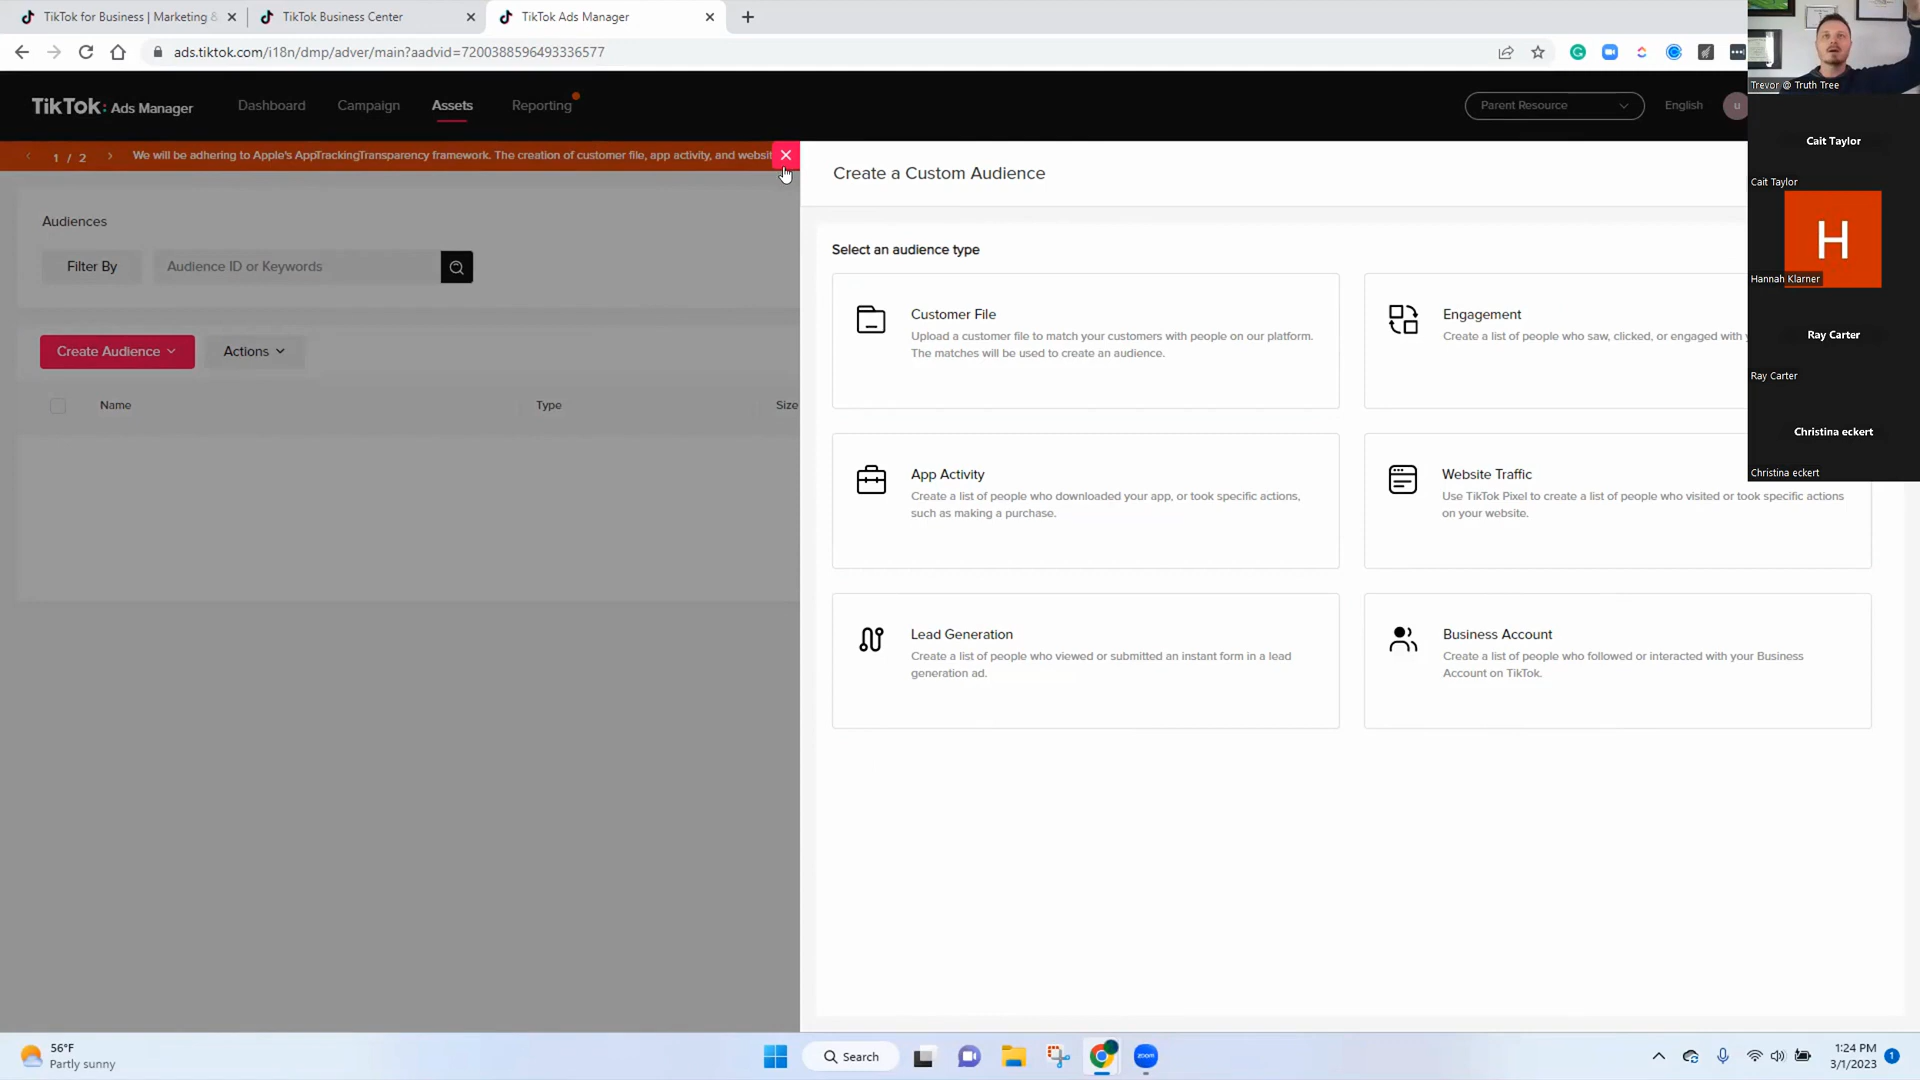 TikTok for Business | Marketing &
TikTok Business Center
TikTok Ads Manager
ads.tiktok.com/i18n/dmp/adver/main?aadvid=7200388596493336577
TikTok: Ads Manager
Dashboard
Campaign
Assets
Reporting
Parent Resource
English
u
1 / 2
We will be adhering to Apple's AppTrackingTransparency framework. The creation of customer file, app activity, and websit
Audiences
Filter By
Audience ID or Keywords
Create Audience
Actions
Name
Type
Size
Create a Custom Audience
Select an audience type
Customer File
Upload a customer file to match your customers with people on our platform.
The matches will be used to create an audience.
Engagement
Create a list of people who saw, clicked, or engaged with
App Activity
Create a list of people who downloaded your app, or took specific actions,
such as making a purchase.
Website Traffic
Use TikTok Pixel to create a list of people who visited or took specific actions
on your website.
Lead Generation
Create a list of people who viewed or submitted an instant form in a lead
generation ad.
Business Account
Create a list of people who followed or interacted with your Business
Account on TikTok.
Trevor @ Truth Tree
Cait Taylor
Cait Taylor
H
Hannah Klarner
Ray Carter
Ray Carter
Christina eckert
Christina eckert
56°F
Partly sunny
Search
zoom
1:24 PM
3/1/2023
1